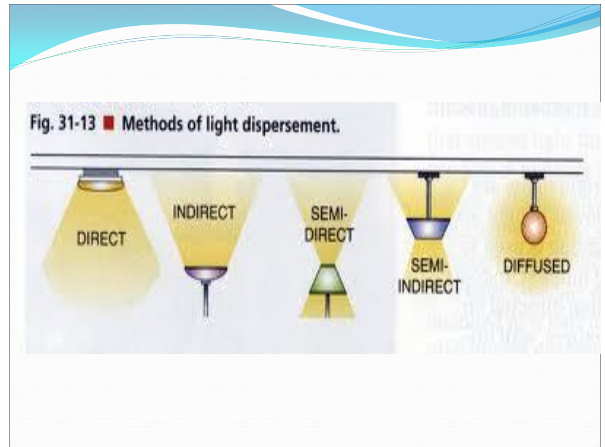 Fig. 31-13 ■ Methods of light dispersement.
DIRECT
INDIRECT
SEMI-
DIRECT
SEMI-
INDIRECT
DIFFUSED